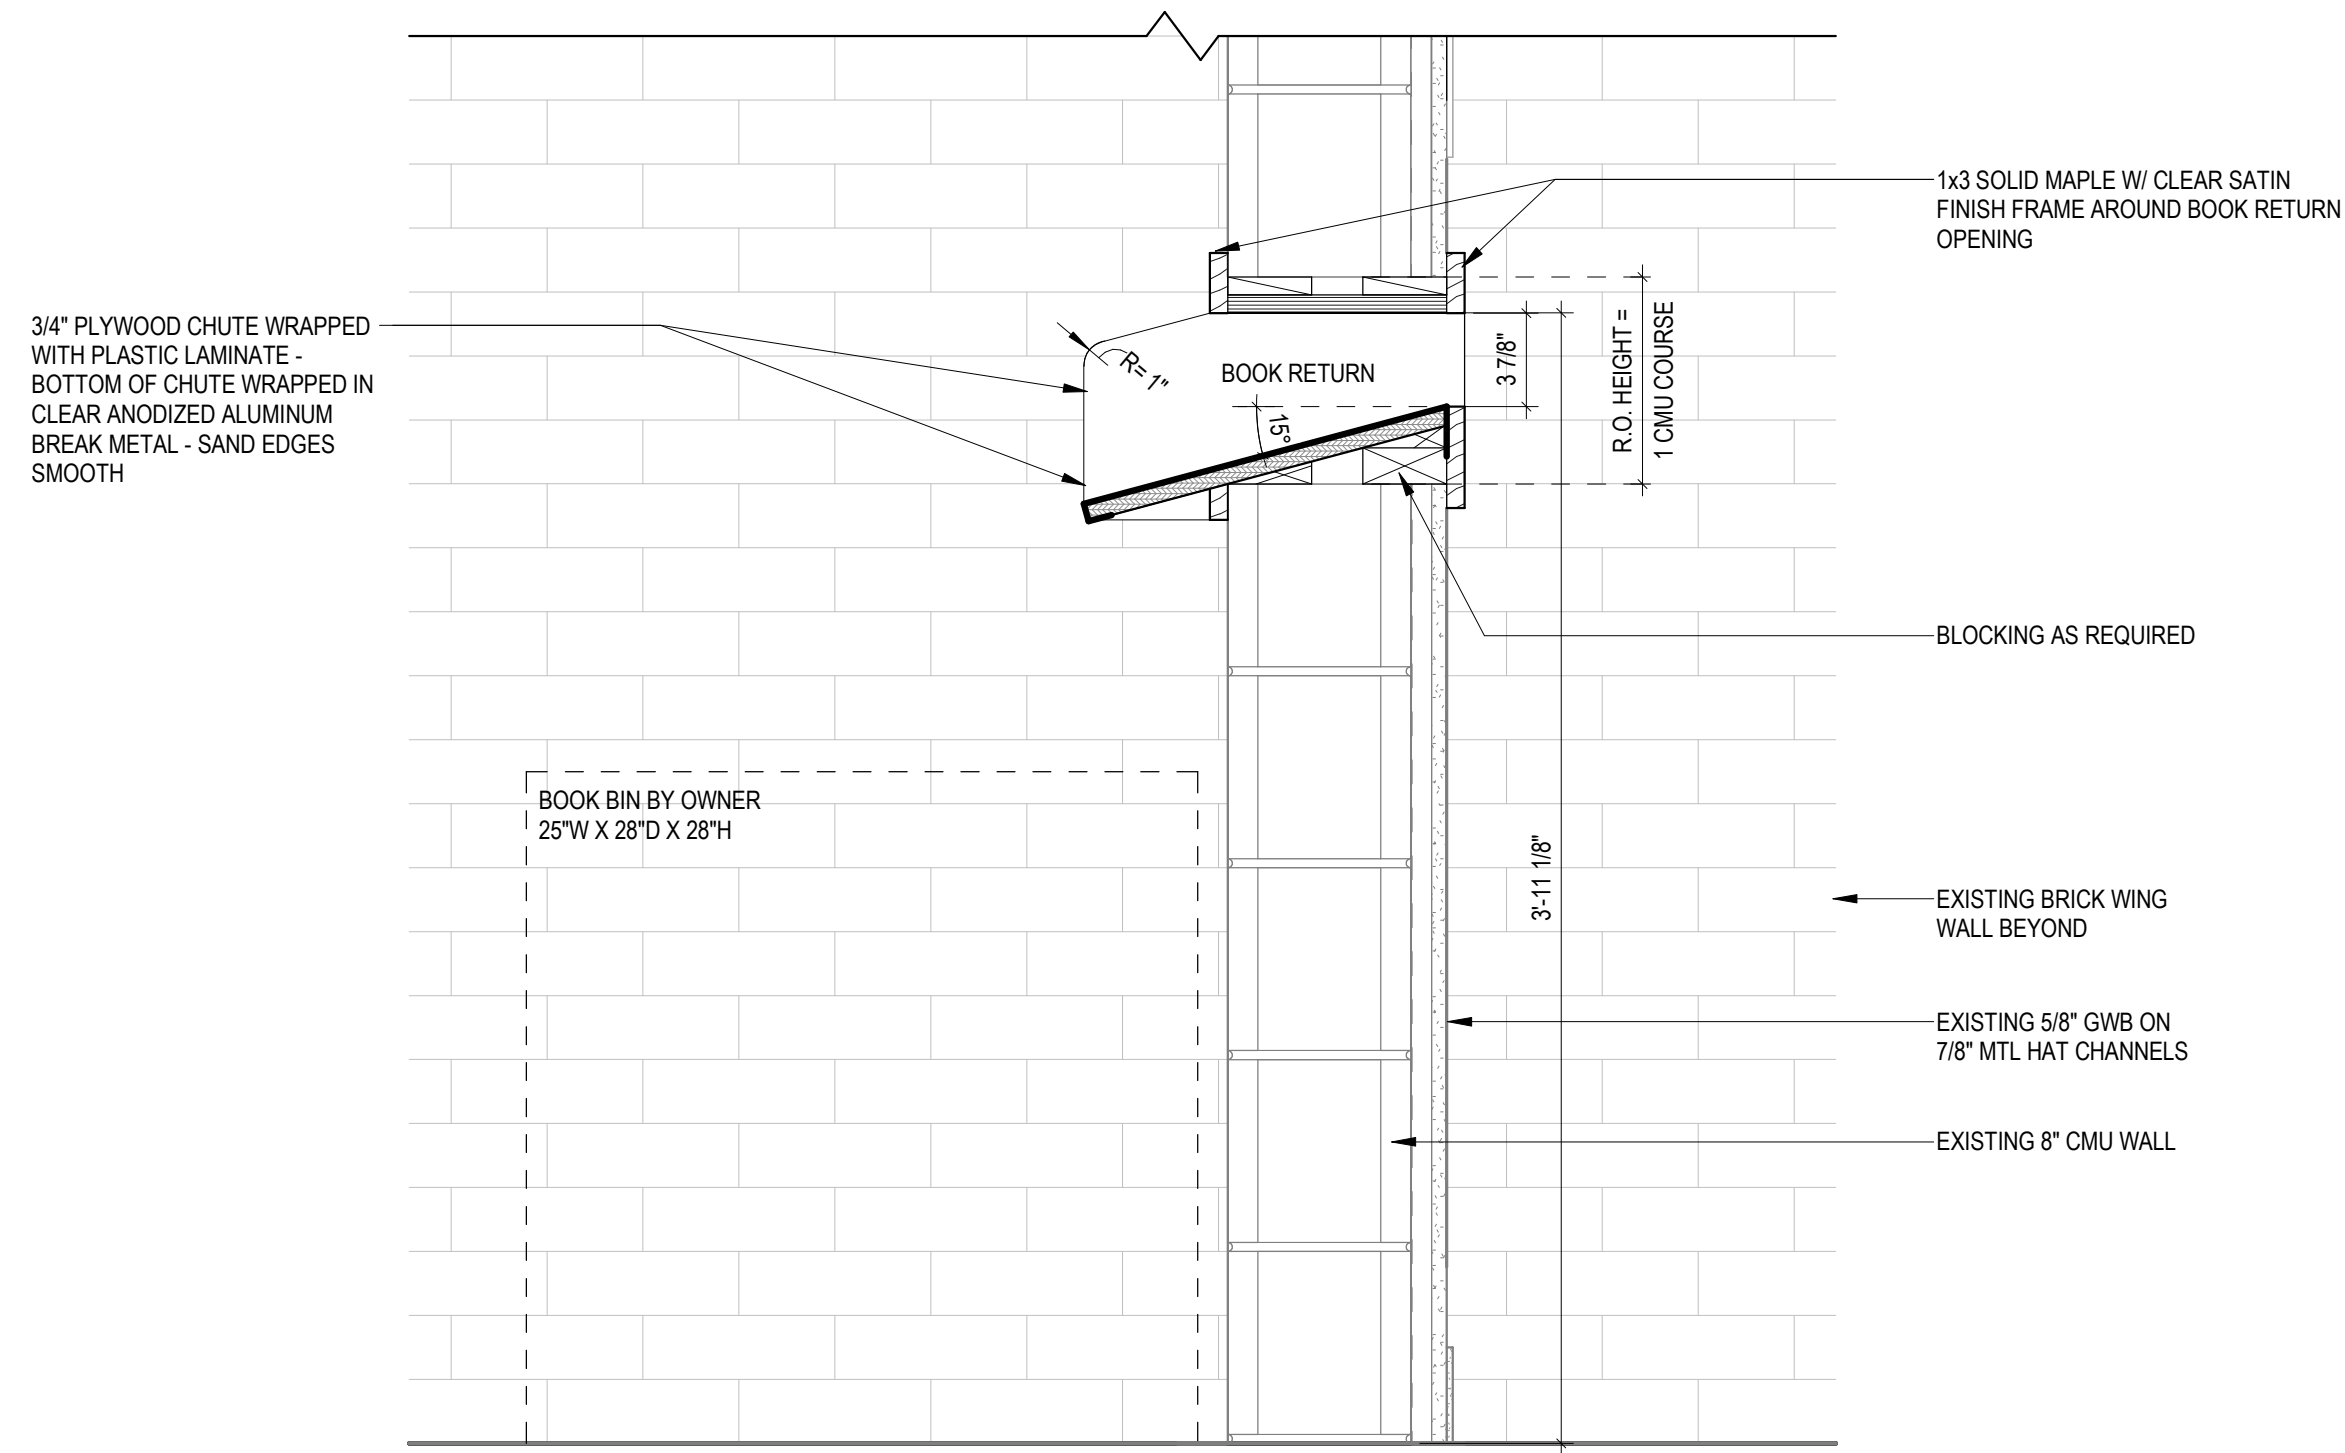 1x3 SOLID MAPLE W/ CLEAR SATIN
FINISH FRAME AROUND BOOK RETURN
OPENING
3/4" PLYWOOD CHUTE WRAPPED
WITH PLASTIC LAMINATE -
BOTTOM OF CHUTE WRAPPED IN
CLEAR ANODIZED ALUMINUM
BREAK METAL - SAND EDGES
SMOOTH
R= 1"
BOOK RETURN
15°
3 7/8"
R.O. HEIGHT =
1 CMU COURSE
BLOCKING AS REQUIRED
BOOK BIN BY OWNER
25"W X 28"D X 28"H
3'-11 1/8"
EXISTING BRICK WING
WALL BEYOND
EXISTING 5/8" GWB ON
7/8" MTL HAT CHANNELS
EXISTING 8" CMU WALL